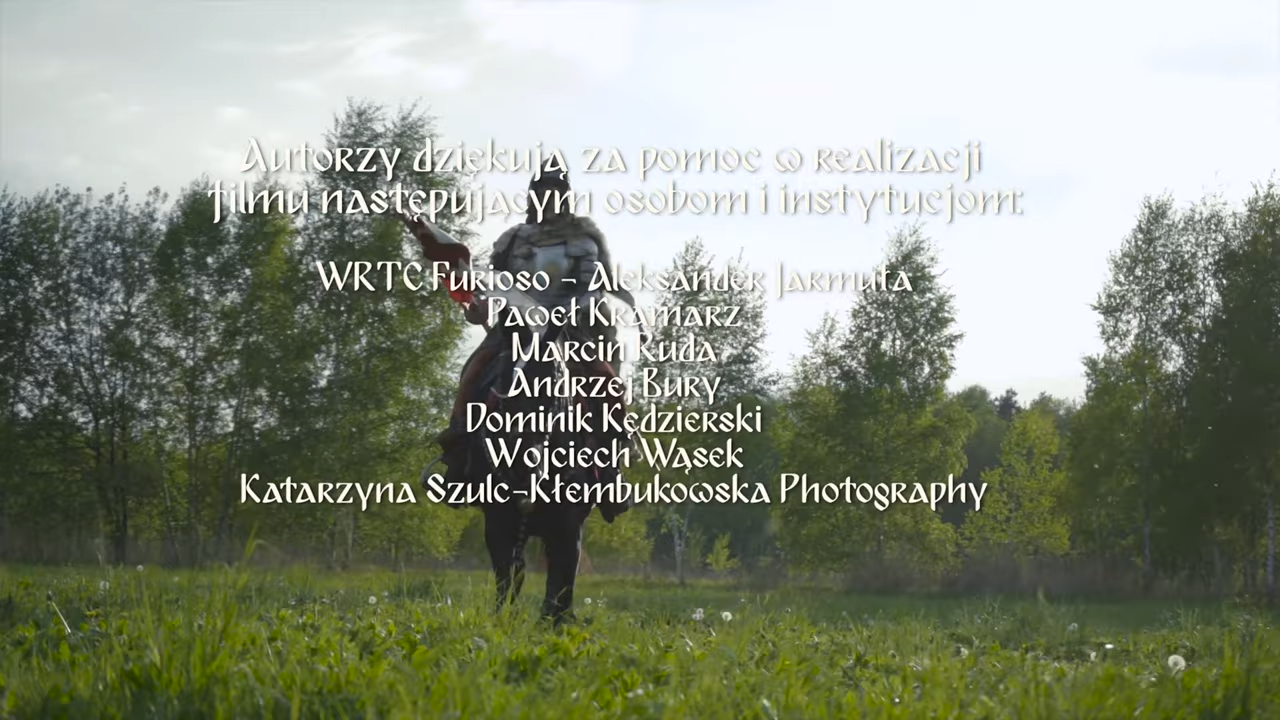 Autorzy dziękują za pomoc w realizacji
filmu następującym osobom i instytucjom:
WRTC Furioso - Aleksander Jarmuła
Paweł Kramarz
Marcin Ruda
Andrzej Bury
Dominik Kędzierski
Wojciech Wąsek
Katarzyna Szulc-Kłembukowska Photography